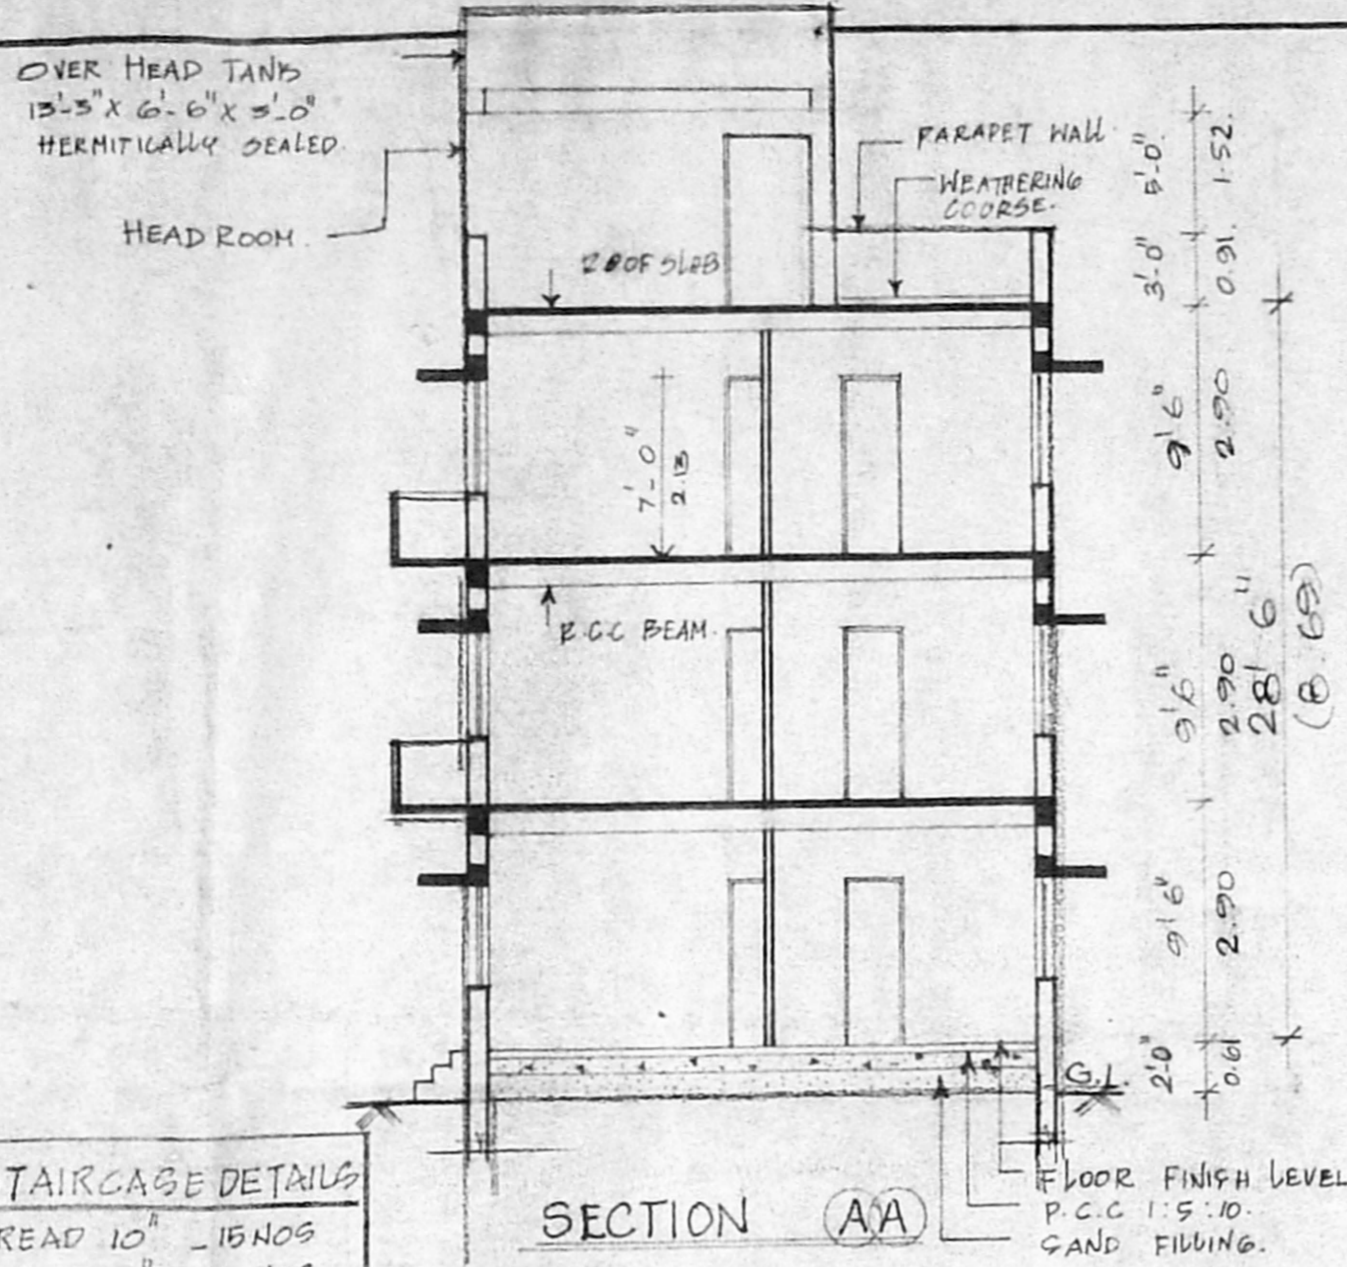 OVER HEAD TANK
13'-3" X 6'-6" X 3'-0"
HERMITICALLY SEALED.
HEAD ROOM.
ROOF SLAB
PARAPET WALL
WEATHERING
COURSE.
5'-0"
1.52.
3'-0"
0.91.
9'6"
2.90
7'-0"
2.13
R.C.C BEAM.
9'6"
2.90
28'-6"
(8.69)
9'6"
2.90
2'0"
0.61
G.L.
TAIRCASE DETAILS
READ 10" - 15 NOS
SECTION AA
FLOOR FINISH LEVEL
P.C.C 1:5:10.
SAND FILLING.